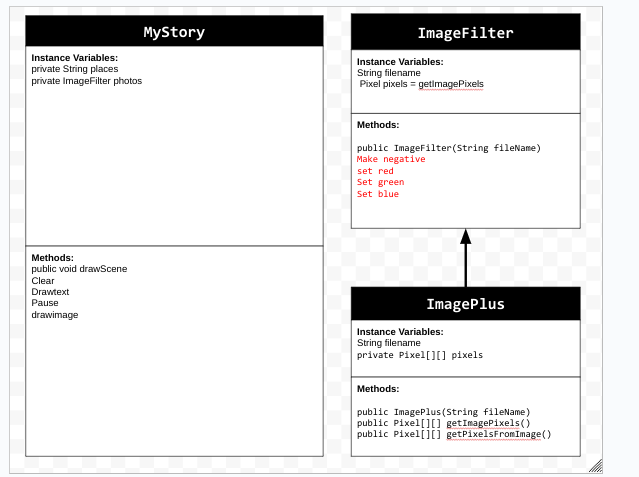 MyStory
Instance Variables:
private String places
private ImageFilter photos
Methods:
public void drawScene
Clear
Drawtext
Pause
drawimage
ImageFilter
Instance Variables:
String filename
Pixel pixels = getImagePixels
Methods:
public ImageFilter(String fileName)
Make negative
set red
Set green
Set blue
ImagePlus
Instance Variables:
String filename
private Pixel[][] pixels
Methods:
public ImagePlus(String fileName)
public Pixel[][] getImagePixels()
public Pixel[][] getPixelsFromImage()